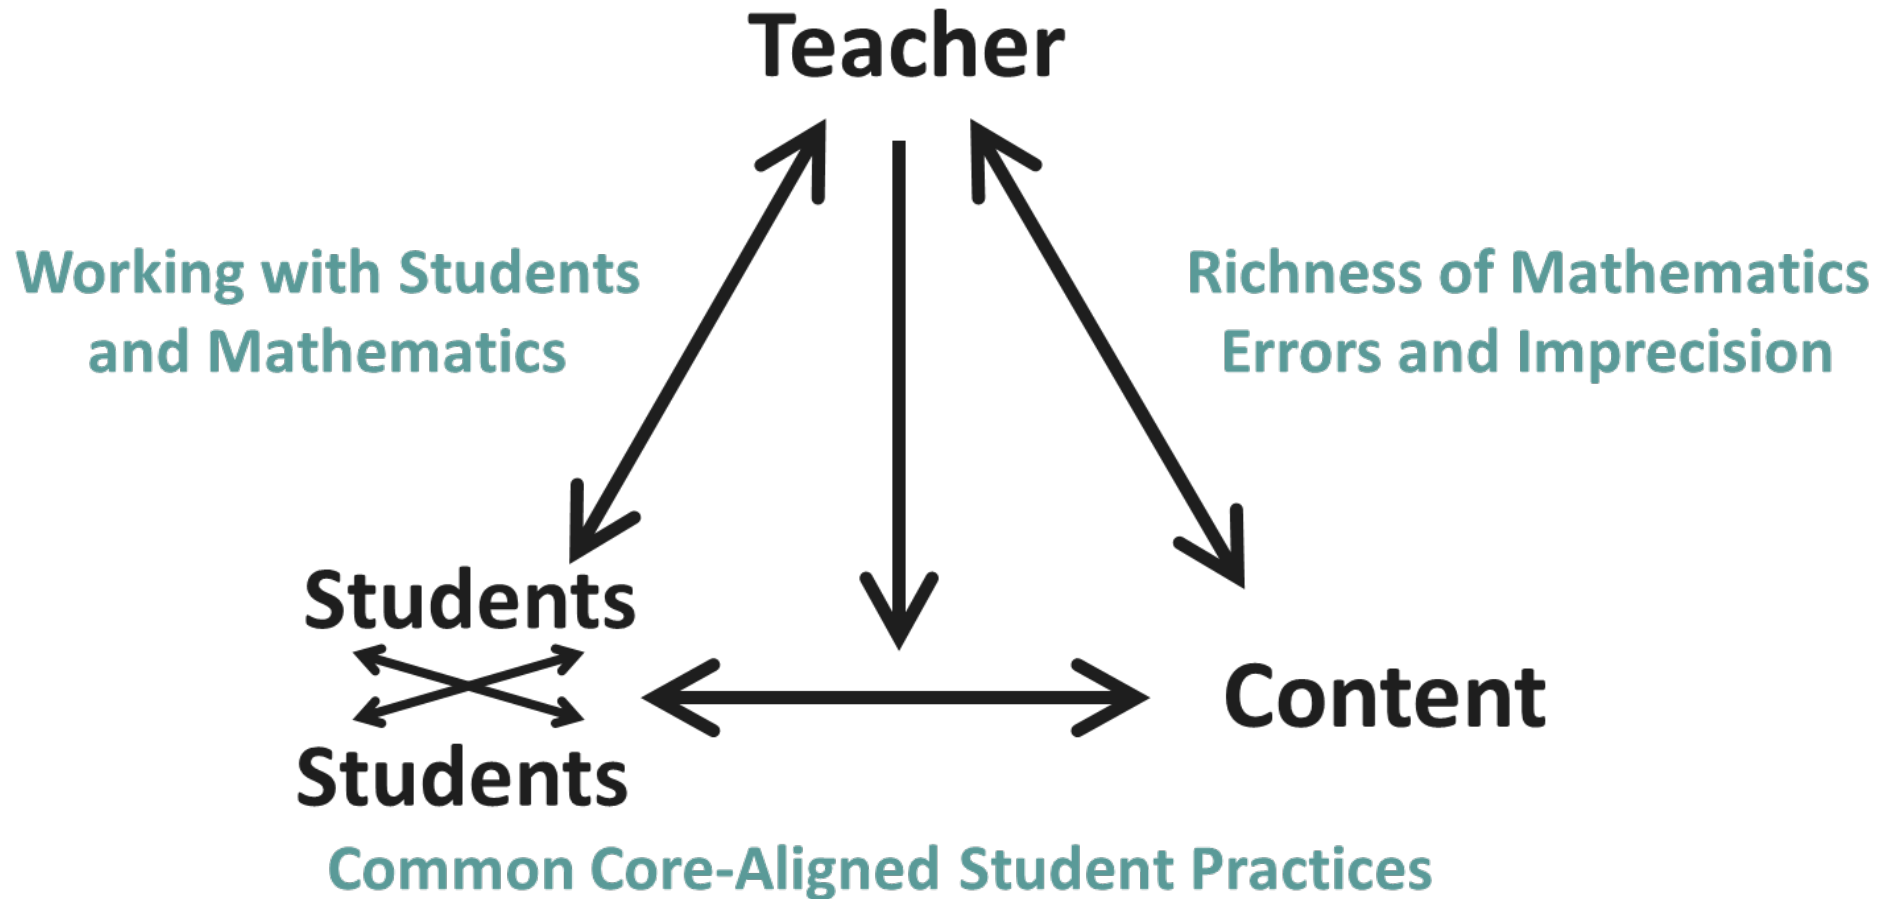 Teacher
Working with Students
and Mathematics
Richness of Mathematics
Errors and Imprecision
Students
Students
Content
Common Core-Aligned Student Practices